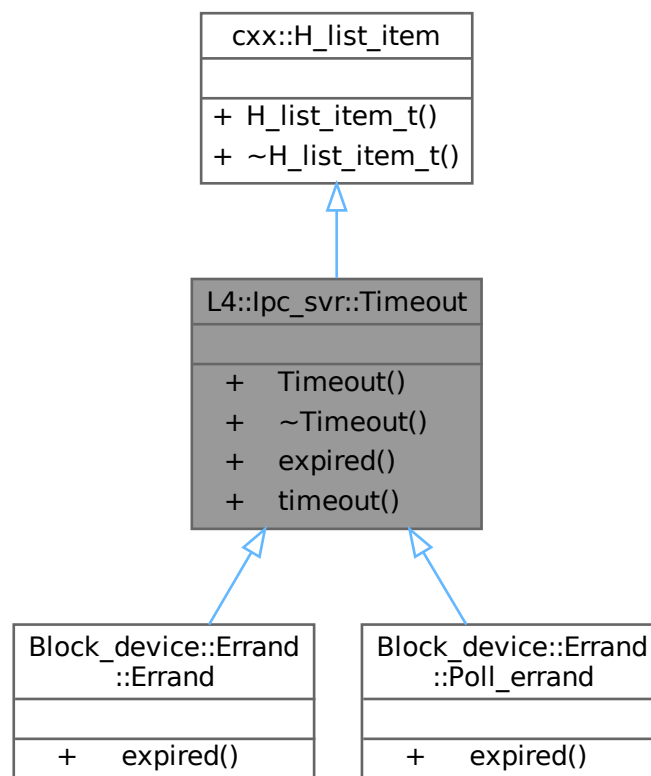 cxx::H_list_item
+ H_list_item_t()
+ ~H_list_item_t()
L4::Ipc_svr::Timeout
+ Timeout()
+ ~Timeout()
+ expired()
+ timeout()
Block_device::Errand
::Errand
+ expired()
Block_device::Errand
::Poll_errand
+ expired()